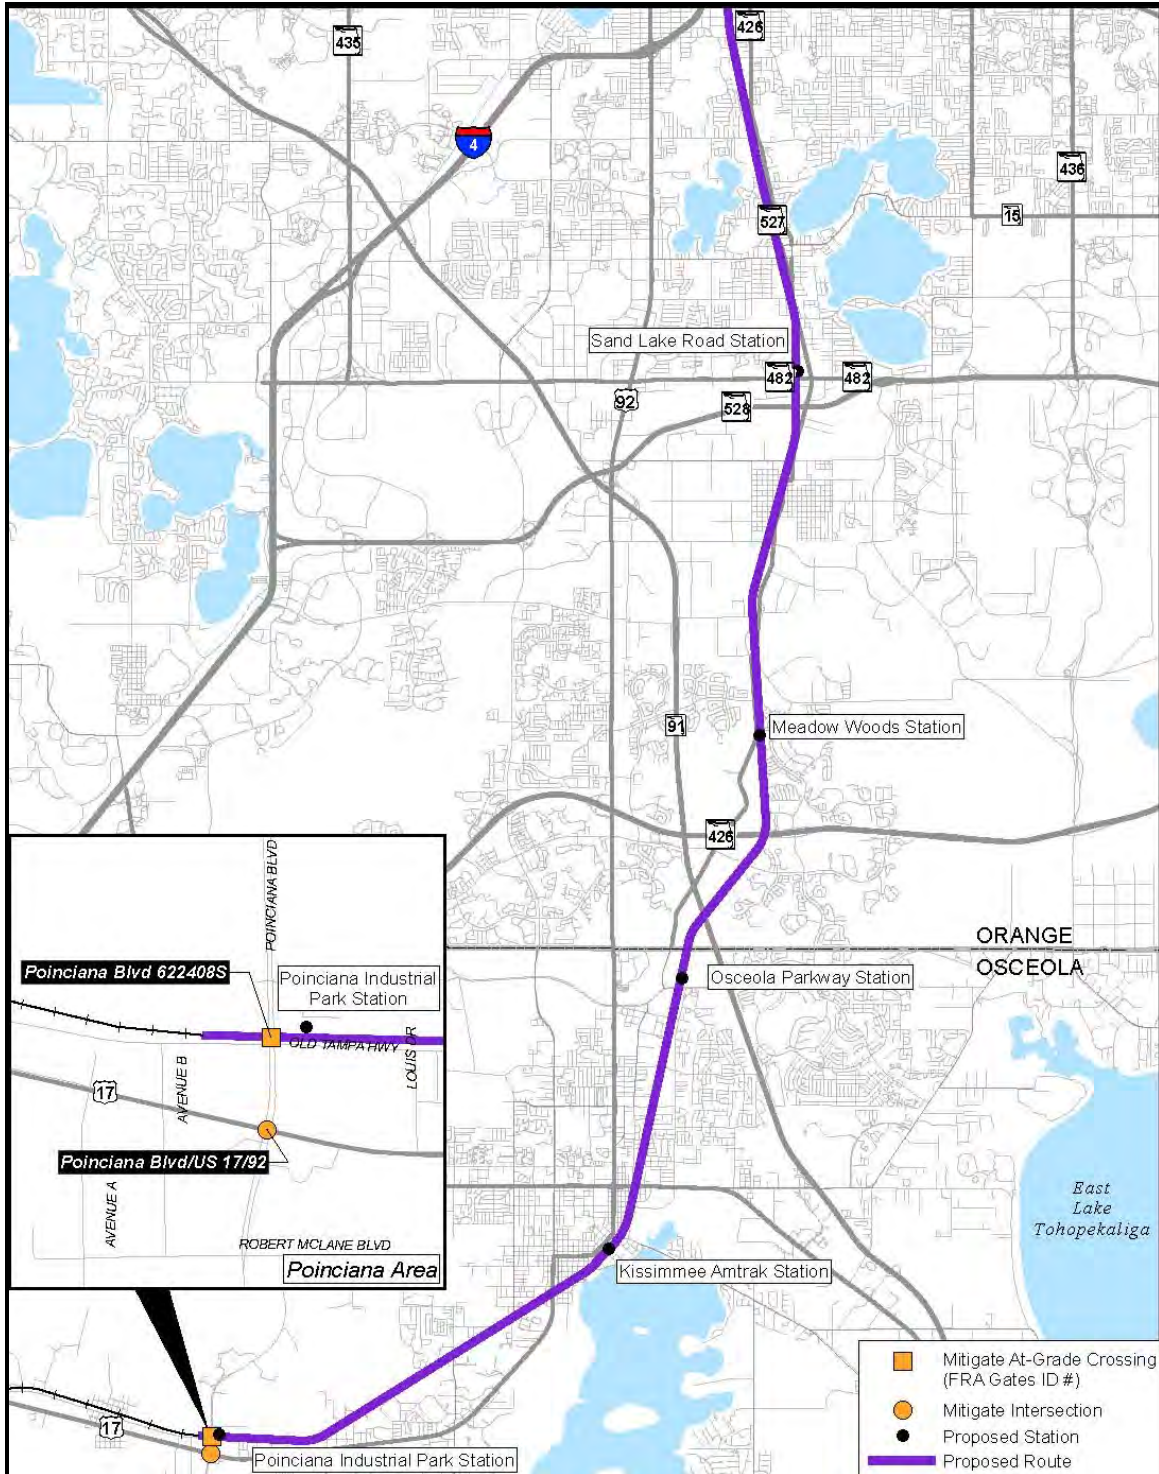 426
435
4
436
527
15
Sand Lake Road Station
482
482
92
528
91
Meadow Woods Station
426
ORANGE
OSCEOLA
Osceola Parkway Station
POINCIANA BLVD
Poinciana Blvd 622408S
Poinciana Industrial
Park Station
OLD TAMPA HWY
LOUIS DR
AVENUE B
17
Poinciana Blvd/US 17/92
AVENUE A
ROBERT MCLANE BLVD
Poinciana Area
East
Lake
Tohopekaliga
Kissimmee Amtrak Station
17
Poinciana Industrial Park Station
Mitigate At-Grade Crossing
(FRA Gates ID #)
Mitigate Intersection
Proposed Station
Proposed Route